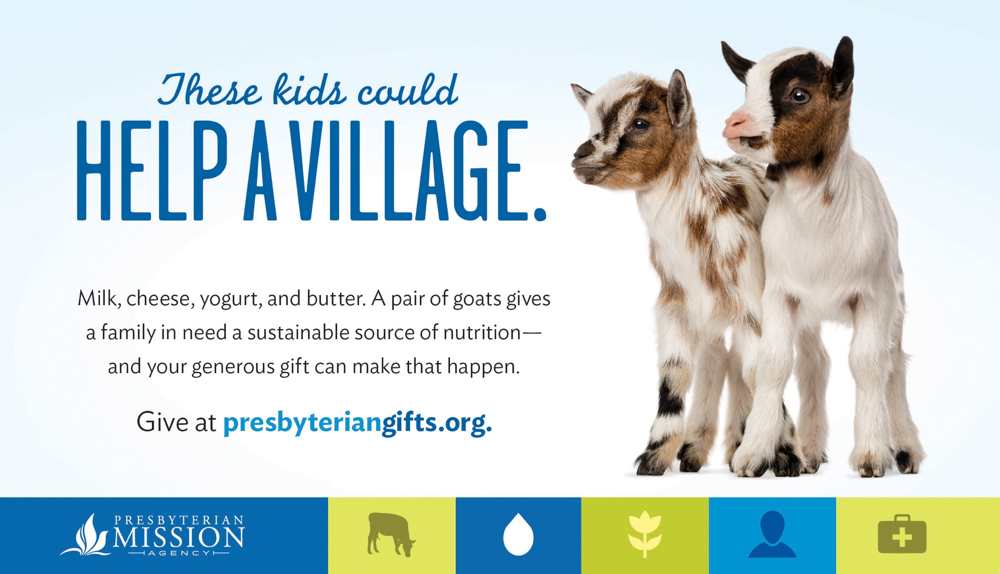 These kids could
HELP A VILLAGE.
Milk, cheese, yogurt, and butter. A pair of goats gives
a family in need a sustainable source of nutrition—
and your generous gift can make that happen.
Give at presbyteriangifts.org.
PRESBYTERIAN
MISSION
AGENCY